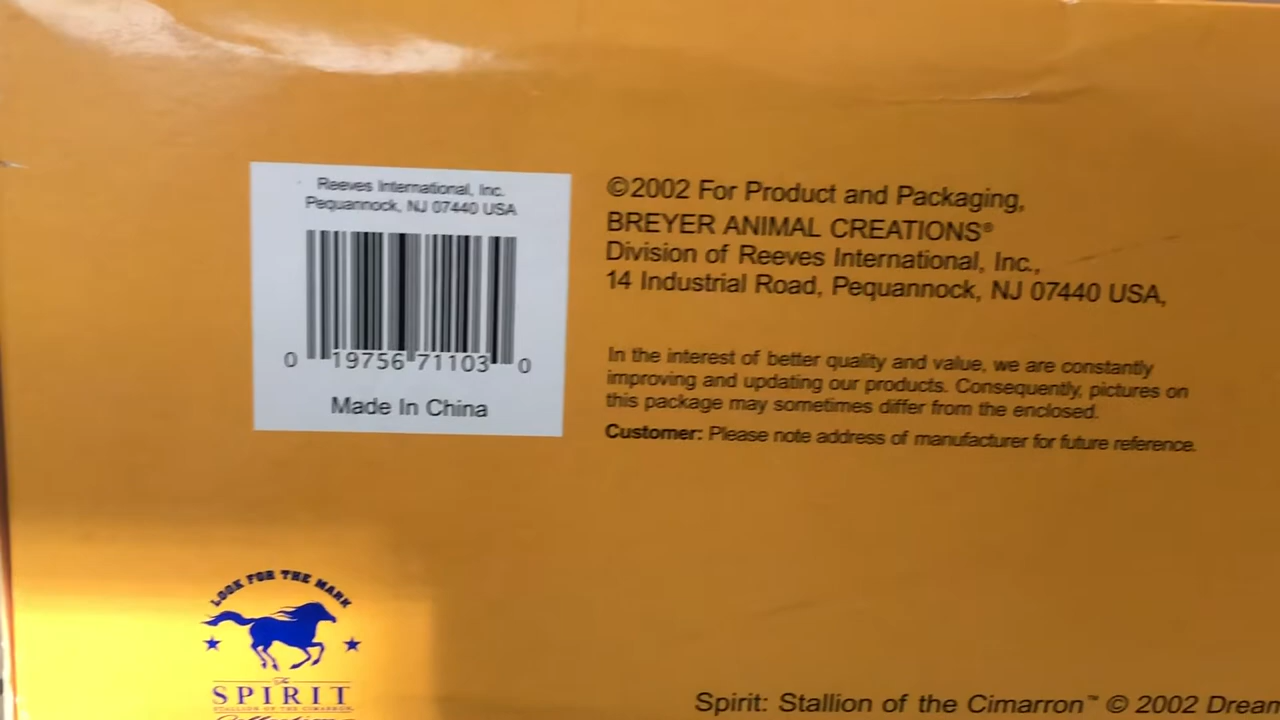 Reeves International, Inc.
Pequannock, NJ 07440 USA
0 19756 71103 0
Made In China
©2002 For Product and Packaging,
BREYER ANIMAL CREATIONS®
Division of Reeves International, Inc.,
14 Industrial Road, Pequannock, NJ 07440 USA,
In the interest of better quality and value, we are constantly
improving and updating our products. Consequently, pictures on
this package may sometimes differ from the enclosed.
Customer: Please note address of manufacturer for future reference.
LOOK FOR THE MARK
The
SPIRIT
STALLION OF THE CIMARRON
Spirit: Stallion of the Cimarron™ © 2002 Dream